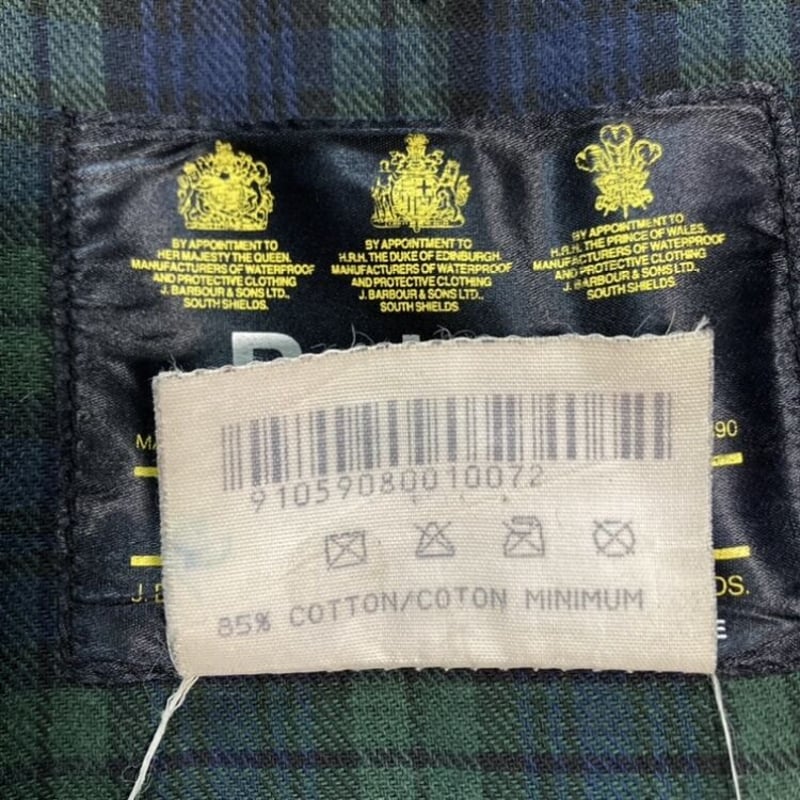 BY APPOINTMENT TO
HER MAJESTY THE QUEEN.
MANUFACTURERS OF WATERPROOF
AND PROTECTIVE CLOTHING
J. BARBOUR & SONS LTD.,
SOUTH SHIELDS.
BY APPOINTMENT TO
H.R.H. THE DUKE OF EDINBURGH.
MANUFACTURERS OF WATERPROOF
AND PROTECTIVE CLOTHING
J. BARBOUR & SONS LTD.,
SOUTH SHIELDS.
BY APPOINTMENT TO
H.R.H. THE PRINCE OF WALES.
MANUFACTURERS OF WATERPROOF
AND PROTECTIVE CLOTHING
J. BARBOUR & SONS LTD.,
SOUTH SHIELDS.
91059080010072
85% COTTON/COTON MINIMUM